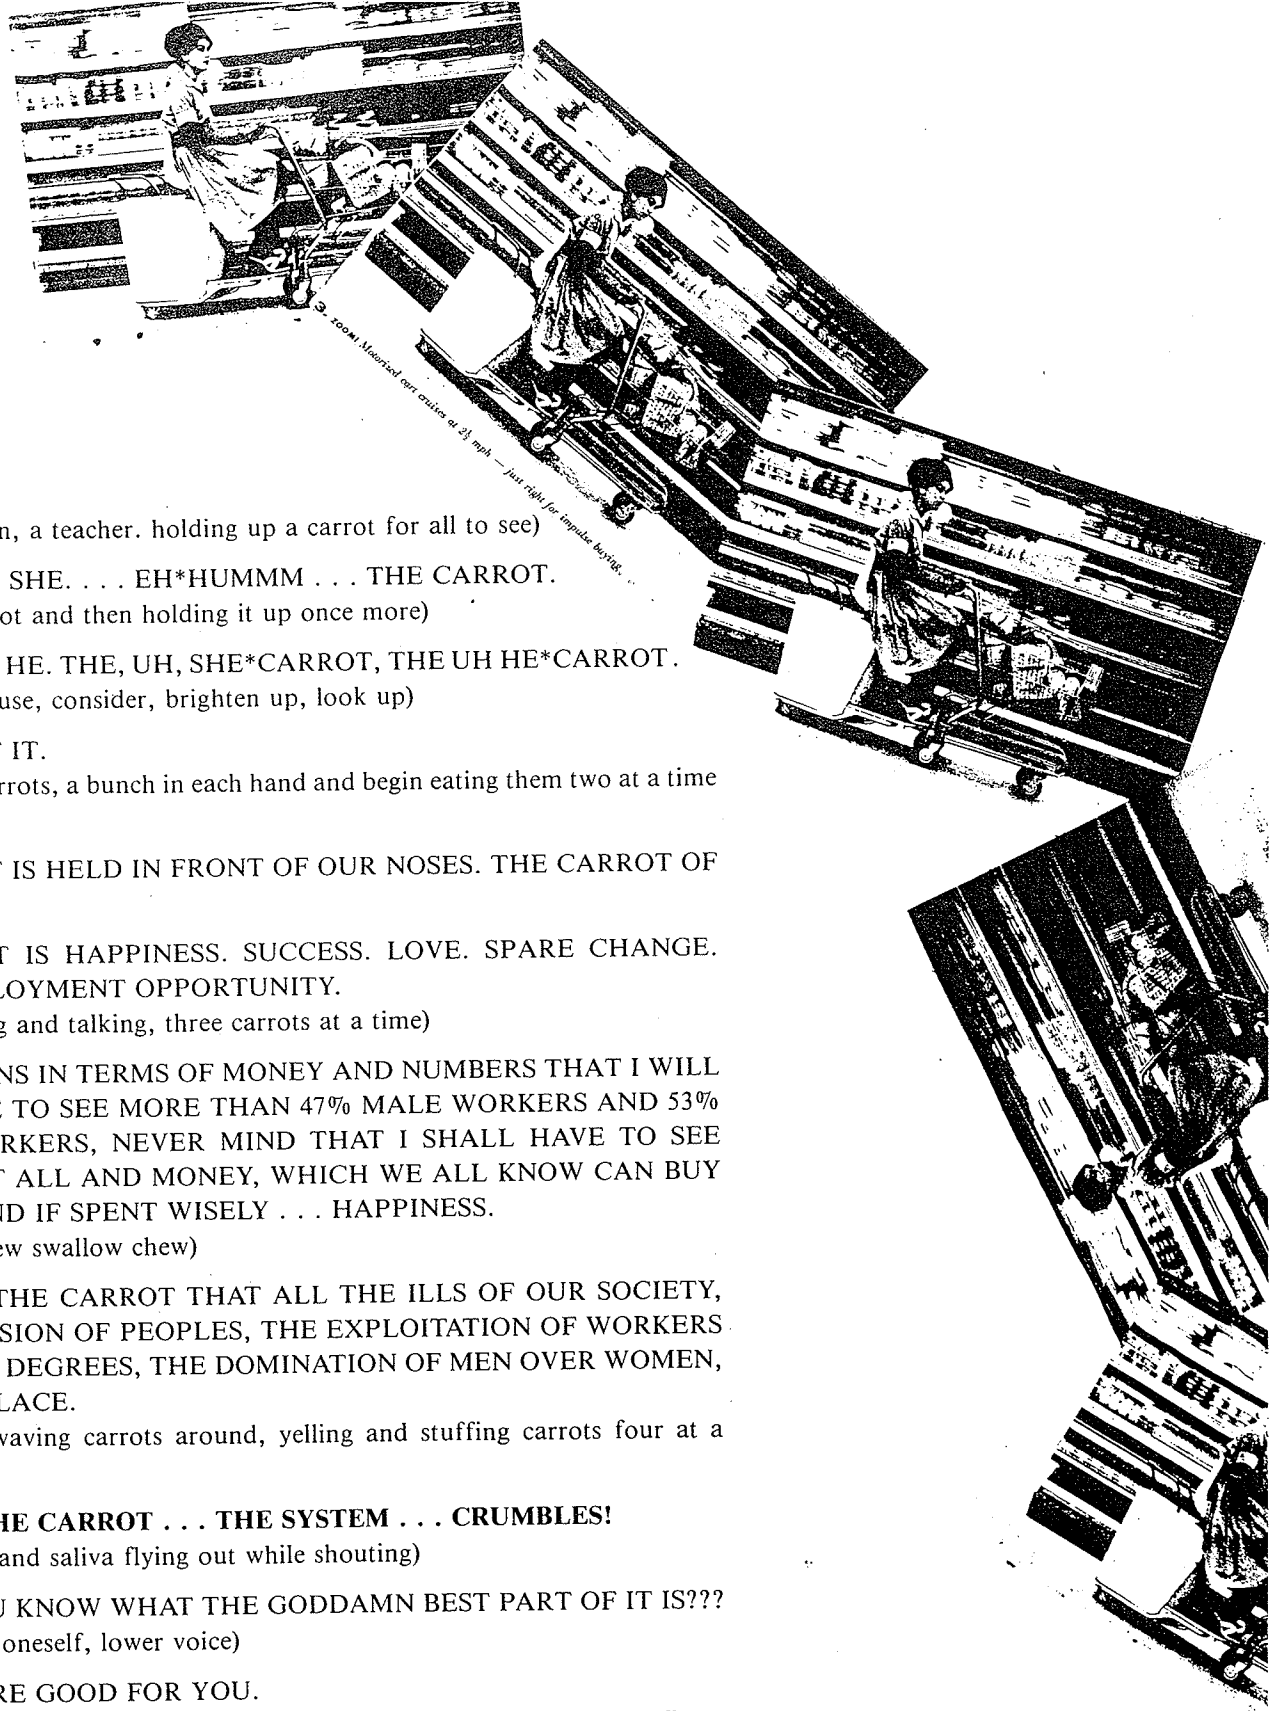 3. ZOOM! Motorized cart cruises at 2½ mph — just right for impulse buying.
n, a teacher. holding up a carrot for all to see)
SHE. . . . EH*HUMMM . . . THE CARROT.
ot and then holding it up once more)
HE. THE, UH, SHE*CARROT, THE UH HE*CARROT.
use, consider, brighten up, look up)
IT.
rrots, a bunch in each hand and begin eating them two at a time
IS HELD IN FRONT OF OUR NOSES. THE CARROT OF
T IS HAPPINESS. SUCCESS. LOVE. SPARE CHANGE.
LOYMENT OPPORTUNITY.
g and talking, three carrots at a time)
NS IN TERMS OF MONEY AND NUMBERS THAT I WILL
E TO SEE MORE THAN 47% MALE WORKERS AND 53%
RKERS, NEVER MIND THAT I SHALL HAVE TO SEE
T ALL AND MONEY, WHICH WE ALL KNOW CAN BUY
ND IF SPENT WISELY . . . HAPPINESS.
ew swallow chew)
THE CARROT THAT ALL THE ILLS OF OUR SOCIETY,
SION OF PEOPLES, THE EXPLOITATION OF WORKERS
DEGREES, THE DOMINATION OF MEN OVER WOMEN,
LACE.
waving carrots around, yelling and stuffing carrots four at a
HE CARROT . . . THE SYSTEM . . . CRUMBLES!
and saliva flying out while shouting)
U KNOW WHAT THE GODDAMN BEST PART OF IT IS???
oneself, lower voice)
RE GOOD FOR YOU.